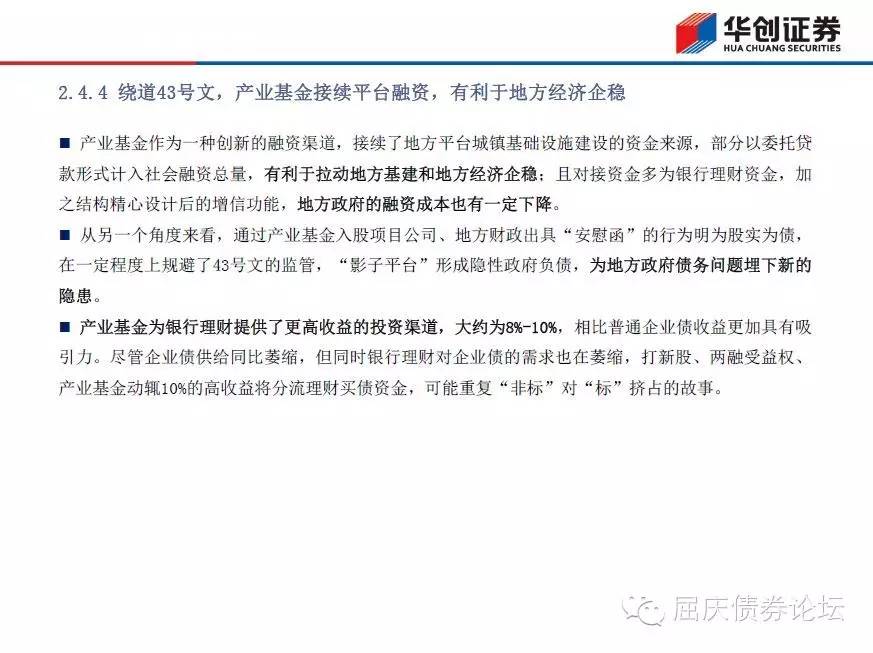 华创证券
HUA CHUANG SECURITIES
2.4.4 绕道43号文，产业基金接续平台融资，有利于地方经济企稳
■ 产业基金作为一种创新的融资渠道，接续了地方平台城镇基础设施建设的资金来源，部分以委托贷
款形式计入社会融资总量，有利于拉动地方基建和地方经济企稳；且对接资金多为银行理财资金，加
之结构精心设计后的增信功能，地方政府的融资成本也有一定下降。
■ 从另一个角度来看，通过产业基金入股项目公司、地方财政出具“安慰函”的行为明为股实为债，
在一定程度上规避了43号文的监管，“影子平台”形成隐性政府负债，为地方政府债务问题埋下新的
隐患。
■ 产业基金为银行理财提供了更高收益的投资渠道，大约为8%-10%，相比普通企业债收益更加具有吸
引力。尽管企业债供给同比萎缩，但同时银行理财对企业债的需求也在萎缩，打新股、两融受益权、
产业基金动辄10%的高收益将分流理财买债资金，可能重复“非标”对“标”挤占的故事。
屈庆债券论坛